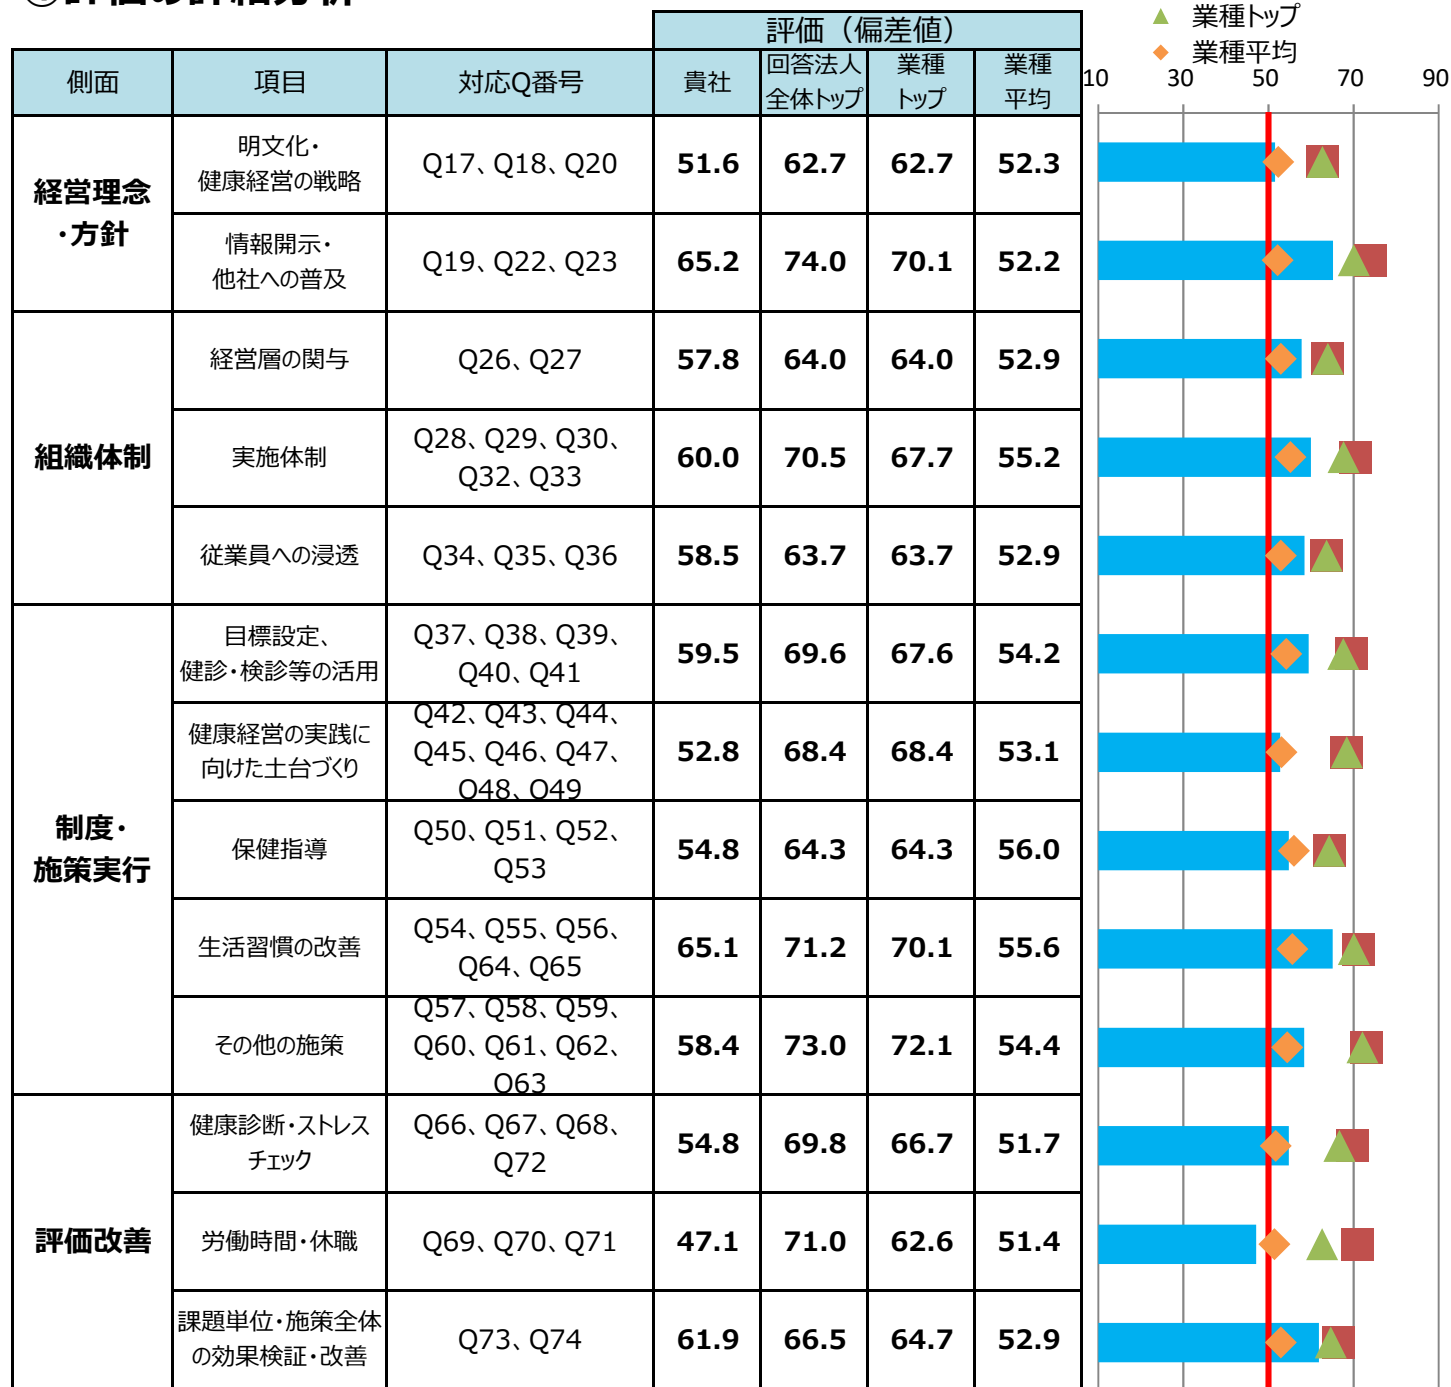 ③評価の詳細分析
▲ 業種トップ
◆ 業種平均
評価（偏差値）
側面 項目 対応Q番号 貴社 回答法人全体トップ 業種トップ 業種平均
10 30 50 70 90
経営理念・方針
明文化・健康経営の戦略 Q17、Q18、Q20 51.6 62.7 62.7 52.3
情報開示・他社への普及 Q19、Q22、Q23 65.2 74.0 70.1 52.2
組織体制
経営層の関与 Q26、Q27 57.8 64.0 64.0 52.9
実施体制 Q28、Q29、Q30、Q32、Q33 60.0 70.5 67.7 55.2
従業員への浸透 Q34、Q35、Q36 58.5 63.7 63.7 52.9
制度・施策実行
目標設定、健診・検診等の活用 Q37、Q38、Q39、Q40、Q41 59.5 69.6 67.6 54.2
健康経営の実践に向けた土台づくり Q42、Q43、Q44、Q45、Q46、Q47、Q48、Q49 52.8 68.4 68.4 53.1
保健指導 Q50、Q51、Q52、Q53 54.8 64.3 64.3 56.0
生活習慣の改善 Q54、Q55、Q56、Q64、Q65 65.1 71.2 70.1 55.6
その他の施策 Q57、Q58、Q59、Q60、Q61、Q62、Q63 58.4 73.0 72.1 54.4
評価改善
健康診断・ストレスチェック Q66、Q67、Q68、Q72 54.8 69.8 66.7 51.7
労働時間・休職 Q69、Q70、Q71 47.1 71.0 62.6 51.4
課題単位・施策全体の効果検証・改善 Q73、Q74 61.9 66.5 64.7 52.9